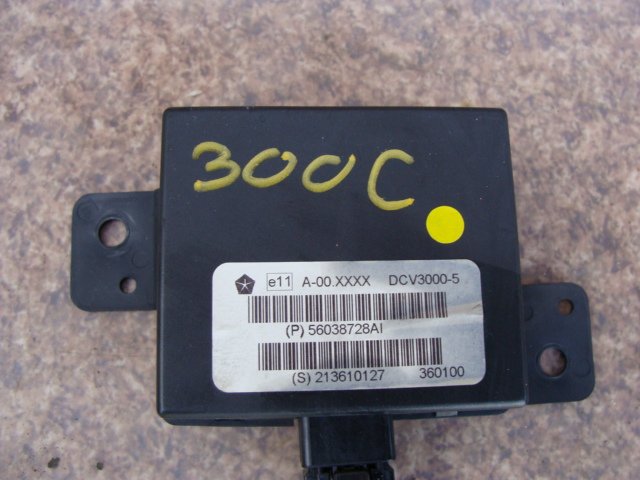 300C
e11 A-00.XXXX DCV3000-5
(P) 56038728AI
(S) 213610127 360100